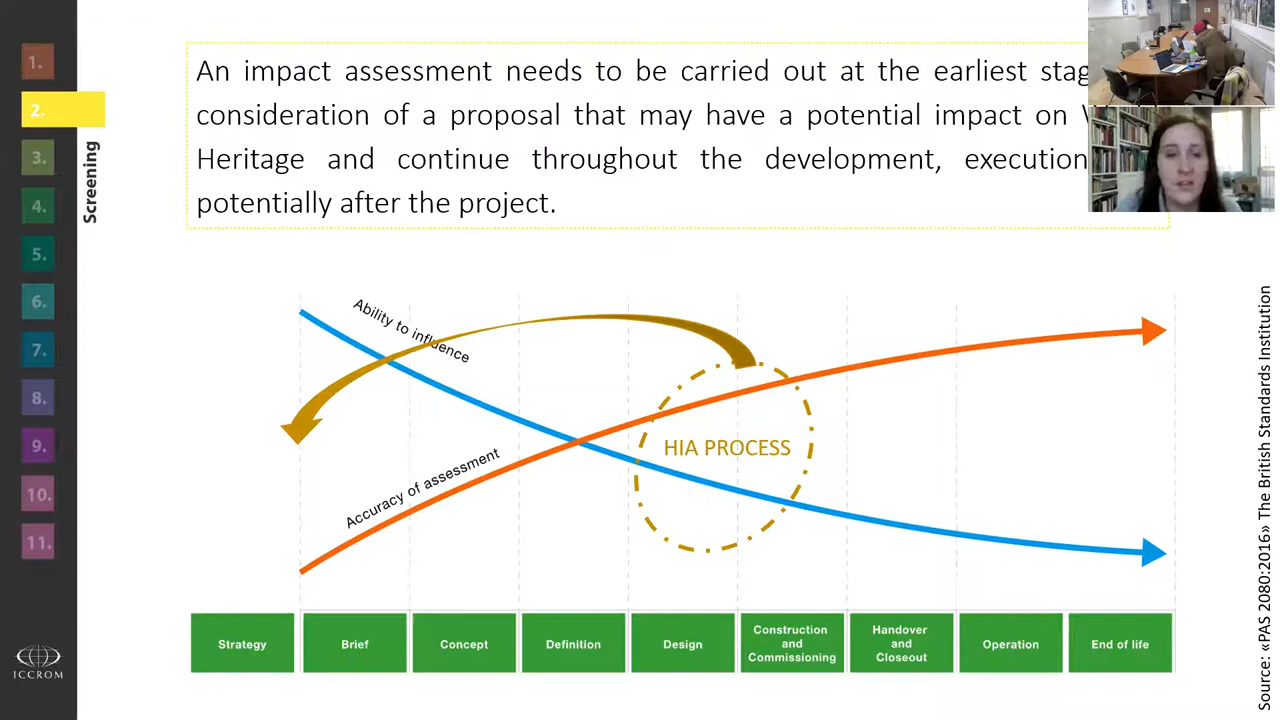 1.
2.
3.
4.
5.
6.
7.
8.
9.
10.
11.
Screening
ICCROM
An impact assessment needs to be carried out at the earliest stag
consideration of a proposal that may have a potential impact on W
Heritage and continue throughout the development, execution
potentially after the project.
Ability to influence
Accuracy of assessment
HIA PROCESS
Strategy
Brief
Concept
Definition
Design
Construction
and
Commissioning
Handover
and
Closeout
Operation
End of life
Source: «PAS 2080:2016» The British Standards Institution